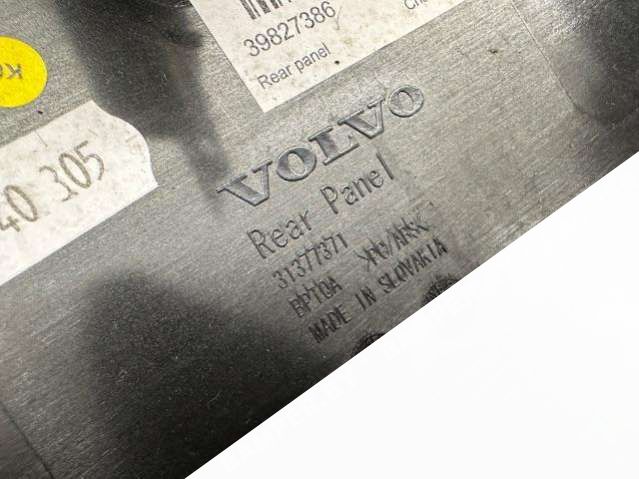 39827386
Rear panel
40 305
VOLVO
Rear Panel
31377371
MADE IN SLOVAKIA